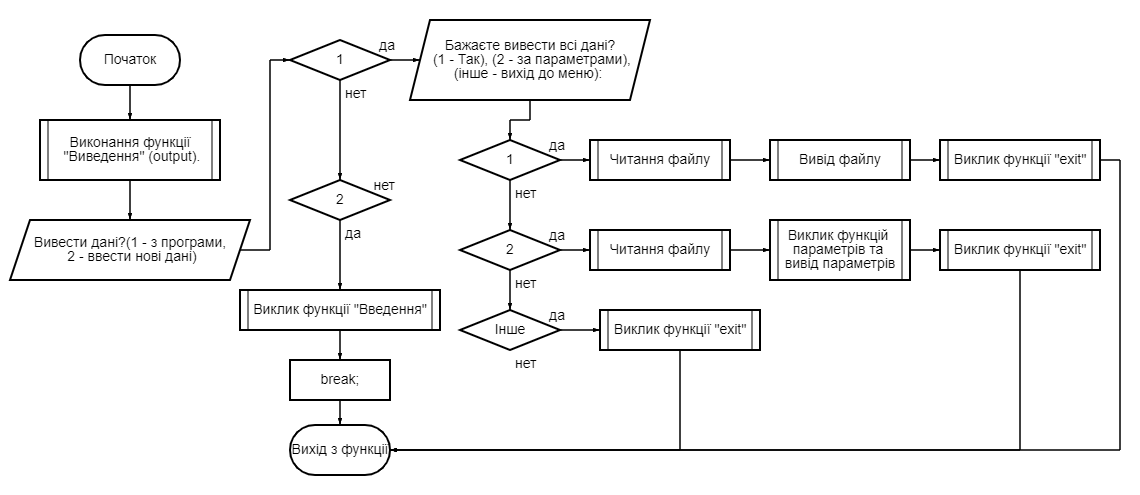 Початок
Виконання функції
"Виведення" (output).
Вивести дані?(1 - з програми,
2 - ввести нові дані)
1
да
нет
2
нет
да
Виклик функції "Введення"
break;
Вихід з функції
Бажаєте вивести всі дані?
(1 - Так), (2 - за параметрами),
(інше - вихід до меню):
1
да
нет
Читання файлу
Вивід файлу
Виклик функції "exit"
2
да
нет
Читання файлу
Виклик функцій
параметрів та
вивід параметрів
Виклик функції "exit"
Інше
да
нет
Виклик функції "exit"